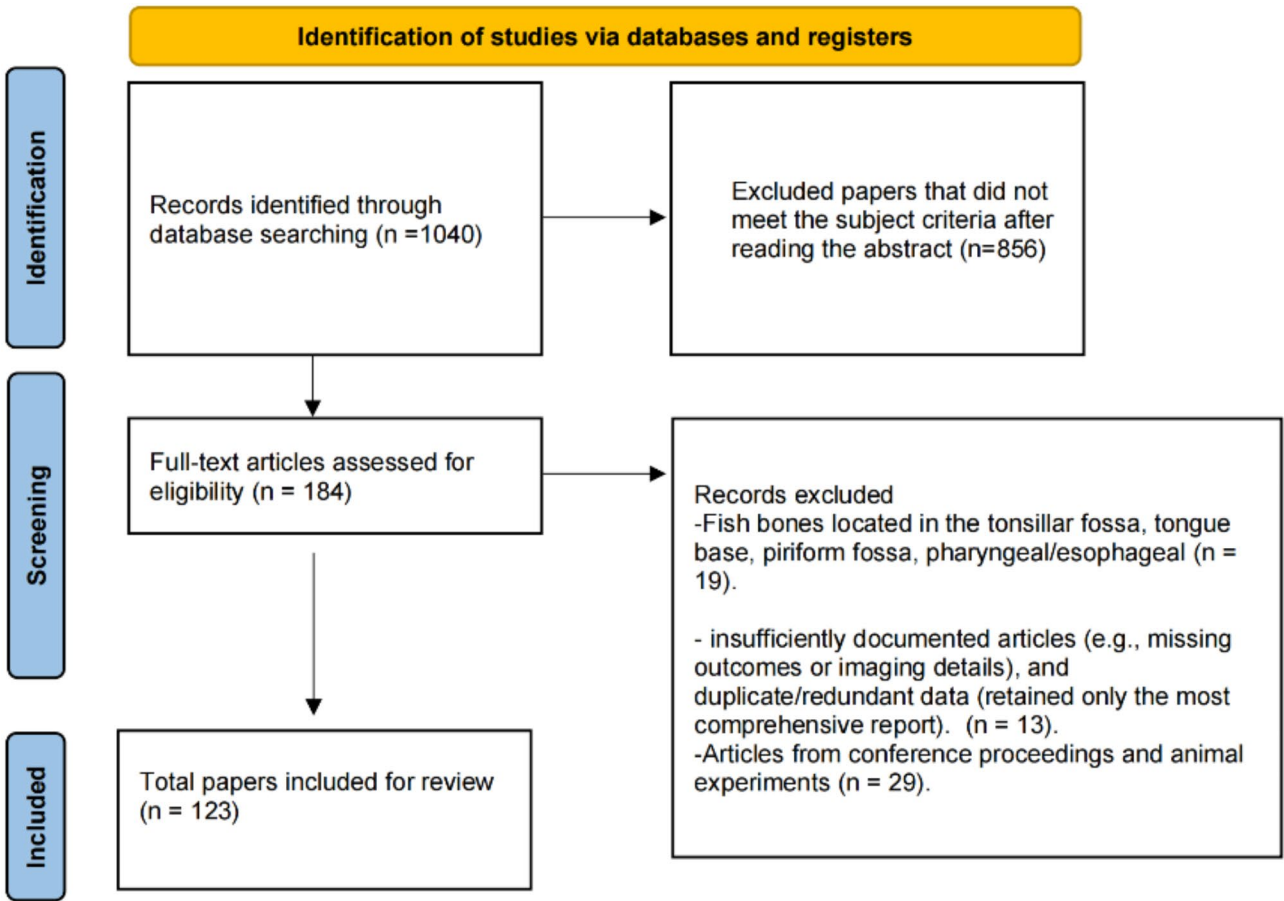 Identification of studies via databases and registers
Identification
Records identified through
database searching (n =1040)
Excluded papers that did not
meet the subject criteria after
reading the abstract (n=856)
Screening
Full-text articles assessed for
eligibility (n = 184)
Records excluded
-Fish bones located in the tonsillar fossa, tongue
base, piriform fossa, pharyngeal/esophageal (n =
19).
- insufficiently documented articles (e.g., missing
outcomes or imaging details), and
duplicate/redundant data (retained only the most
comprehensive report).  (n = 13).
-Articles from conference proceedings and animal
experiments (n = 29).
Included
Total papers included for review
(n = 123)